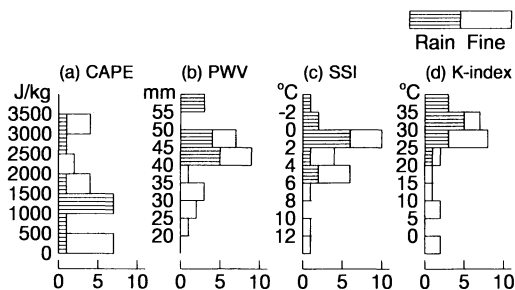 Rain Fine
(a) CAPE
J/kg
3500
3000
2500
2000
1500
1000
500
0
0 5 10
(b) PWV
mm
55
50
45
40
35
30
25
20
0 5 10
(c) SSI
°C
-2
0
2
4
6
8
10
12
0 5 10
(d) K-index
°C
35
30
25
20
15
10
5
0
0 5 10